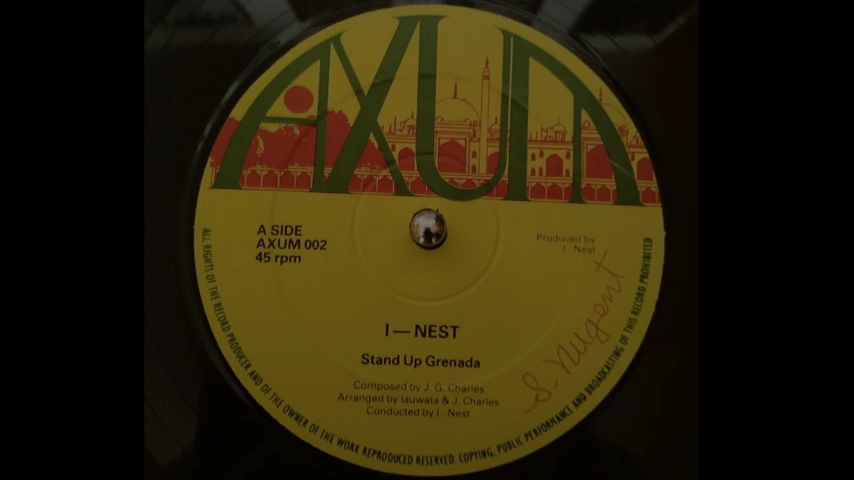 AXUM
A SIDE
AXUM 002
45 rpm
Produced by
I - Nest
S. Nugent
I — NEST
Stand Up Grenada
Composed by J. G. Charles
Arranged by Iauwata & J. Charles
Conducted by I - Nest
ALL RIGHTS OF THE RECORD PRODUCER AND OF THE OWNER OF THE WORK REPRODUCED RESERVED. COPYING, PUBLIC PERFORMANCE AND BROADCASTING OF THIS RECORD PROHIBITED